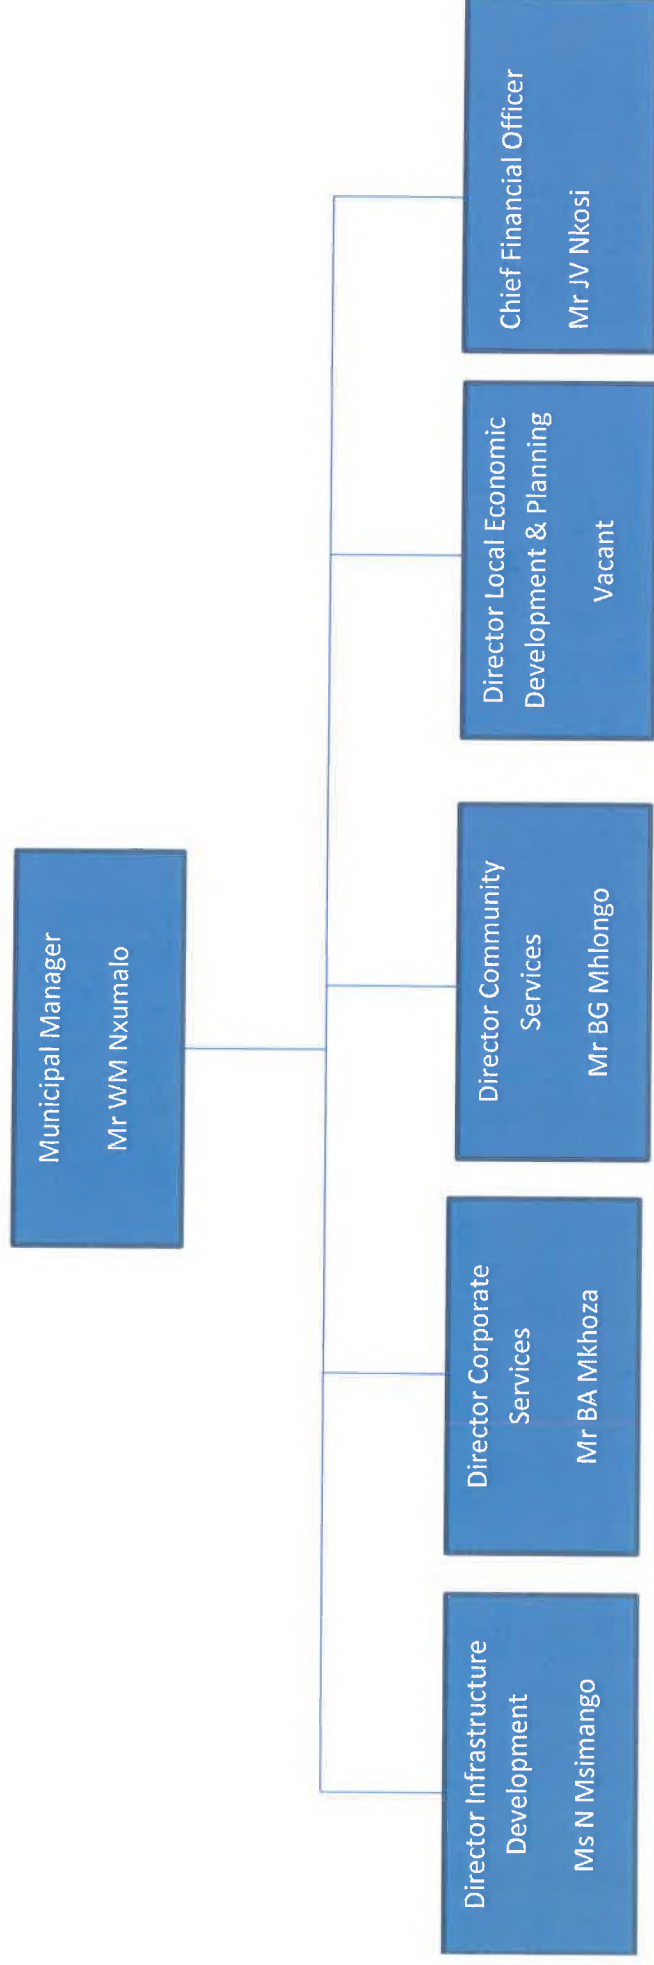 Municipal Manager
Mr WM Nxumalo
Director Infrastructure
Development
Ms N Msimango
Director Corporate
Services
Mr BA Mkhoza
Director Community
Services
Mr BG Mhlongo
Director Local Economic
Development & Planning
Vacant
Chief Financial Officer
Mr JV Nkosi